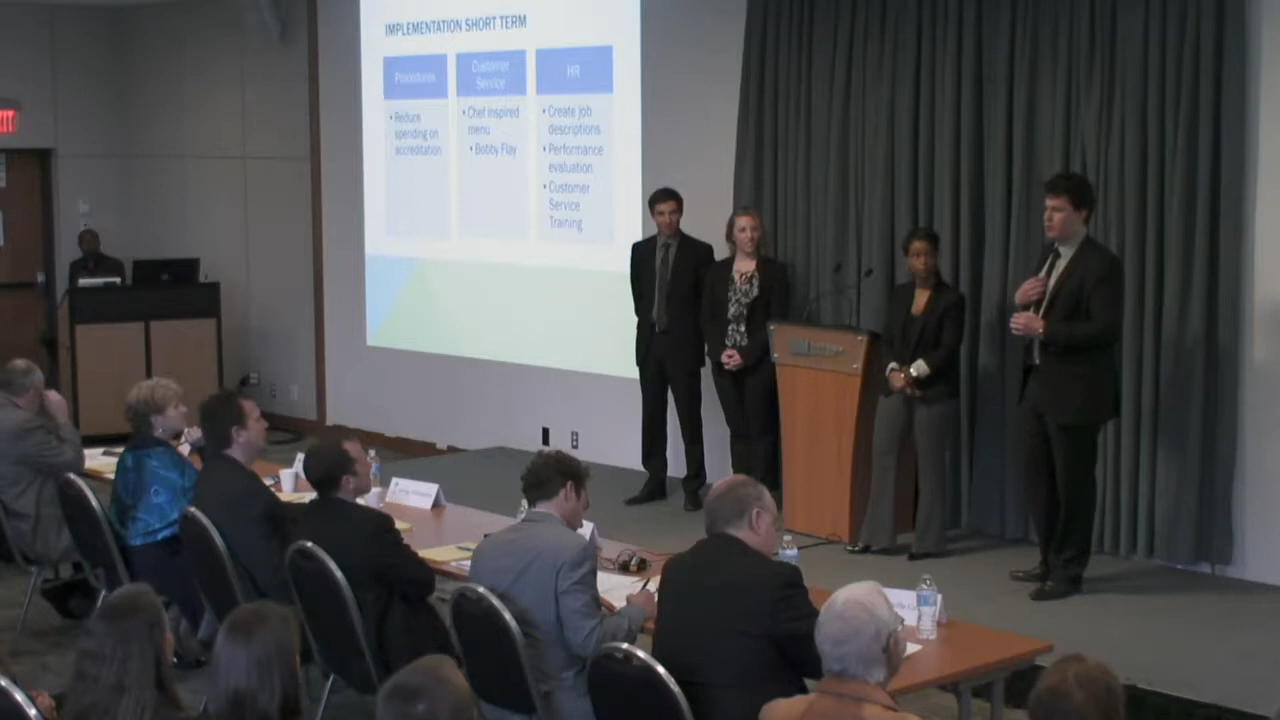 IMPLEMENTATION SHORT TERM
Procedures
• Reduce
spending on
accreditation
Customer
Service
• Chef inspired
menu
• Bobby Flay
HR
• Create job
descriptions
• Performance
evaluation
• Customer
Service
Training